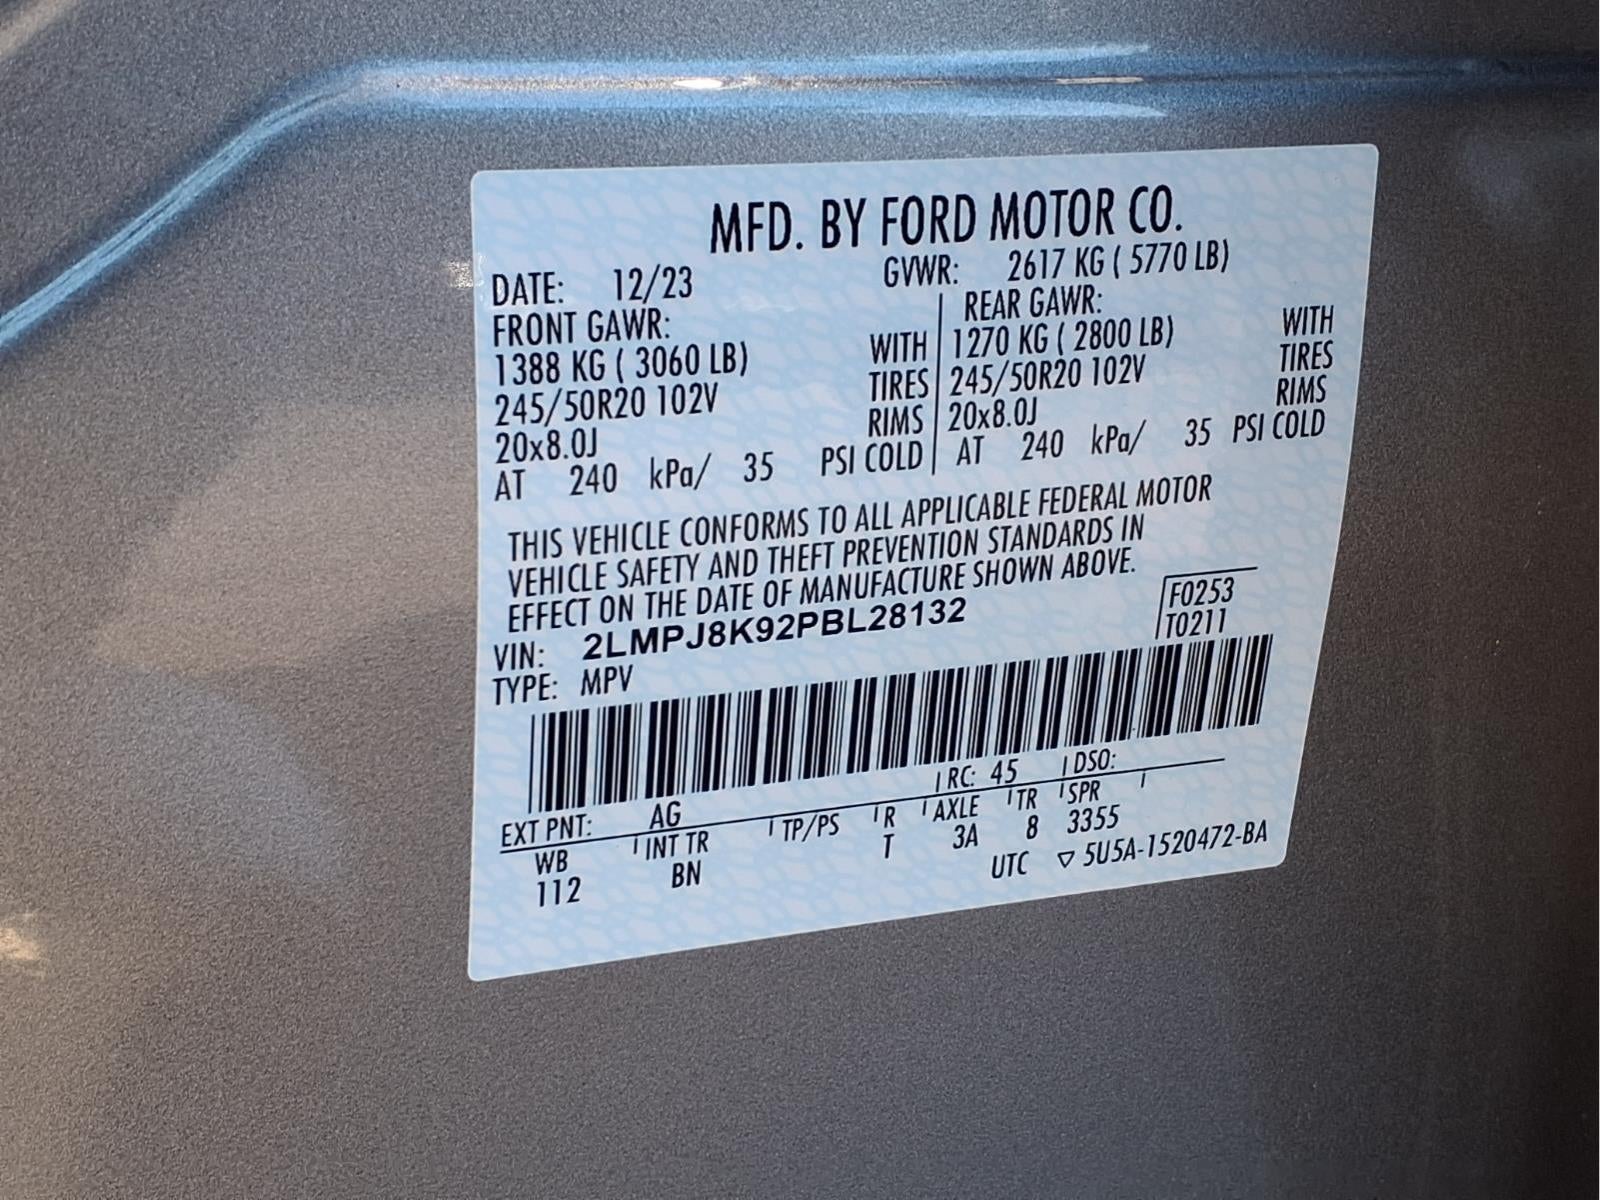 MFD. BY FORD MOTOR CO.
DATE: 12/23 GVWR: 2617 KG ( 5770 LB)
FRONT GAWR: REAR GAWR:
1388 KG ( 3060 LB) WITH 1270 KG ( 2800 LB) WITH
245/50R20 102V TIRES 245/50R20 102V TIRES
20x8.0J RIMS 20x8.0J RIMS
AT 240 kPa/ 35 PSI COLD AT 240 kPa/ 35 PSI COLD
THIS VEHICLE CONFORMS TO ALL APPLICABLE FEDERAL MOTOR
VEHICLE SAFETY AND THEFT PREVENTION STANDARDS IN
EFFECT ON THE DATE OF MANUFACTURE SHOWN ABOVE.
VIN: 2LMPJ8K92PBL28132 F0253
TYPE: MPV T0211
EXT PNT: AG RC: 45 DSO:
WB INT TR TP/PS R AXLE TR SPR
112 BN T 3A 8 3355
UTC ▽ 5U5A-1520472-BA